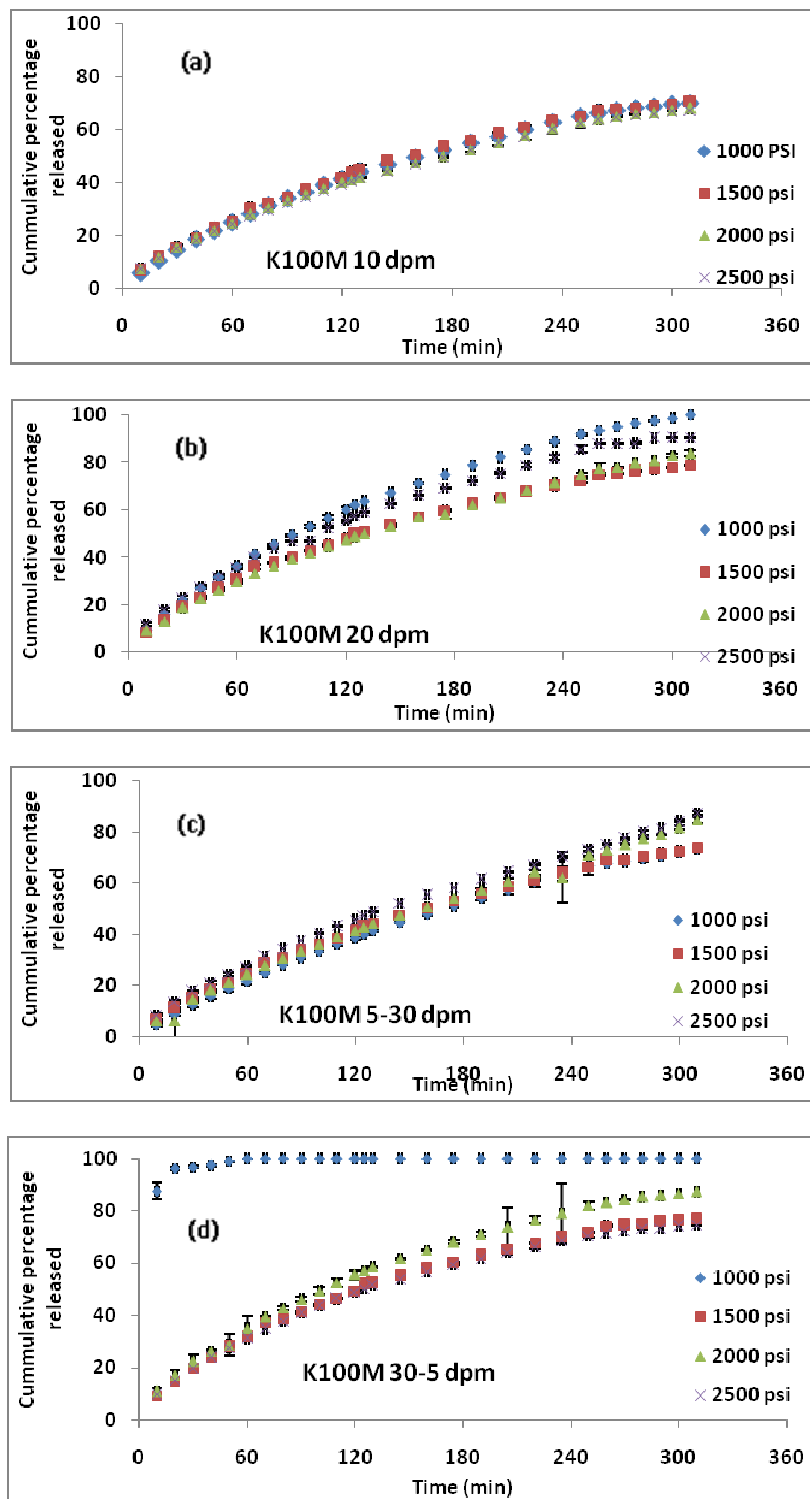 100
(a)
80
60
40
20
0
Cummulative percentage
released
1000 PSI
1500 psi
2000 psi
2500 psi
K100M 10 dpm
0 60 120 180 240 300 360
Time (min)
100
(b)
80
60
40
20
0
Cummulative percentage
released
1000 psi
1500 psi
2000 psi
2500 psi
K100M 20 dpm
0 60 120 180 240 300 360
Time (min)
100
(c)
80
60
40
20
0
Cummulative percentage
released
1000 psi
1500 psi
2000 psi
2500 psi
K100M 5-30 dpm
0 60 120 180 240 300 360
Time (min)
100
(d)
80
60
40
20
0
Cummulative percentage
released
1000 psi
1500 psi
2000 psi
2500 psi
K100M 30-5 dpm
0 60 120 180 240 300 360
Time (min)